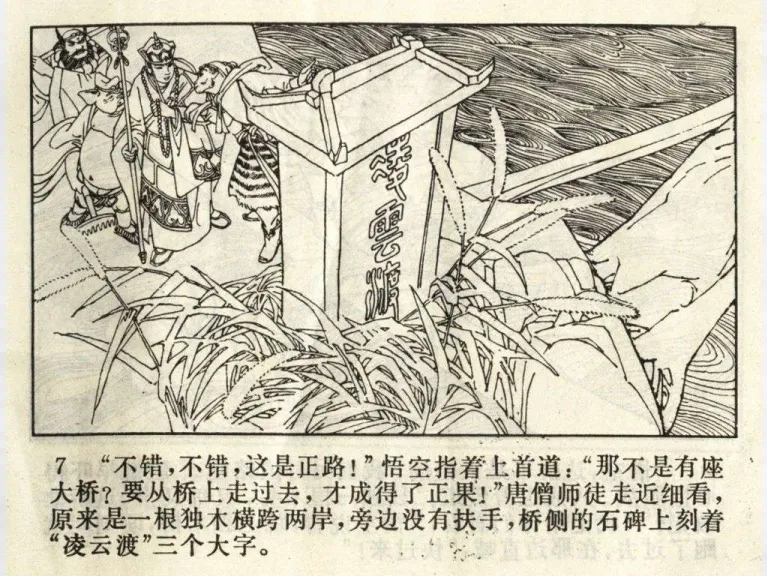 凌雲渡
7 “不错，不错，这是正路！”悟空指着上首道：“那不是有座
大桥？要从桥上走过去，才成得了正果！”唐僧师徒走近细看，
原来是一根独木横跨两岸，旁边没有扶手，桥侧的石碑上刻着
“凌云渡”三个大字。